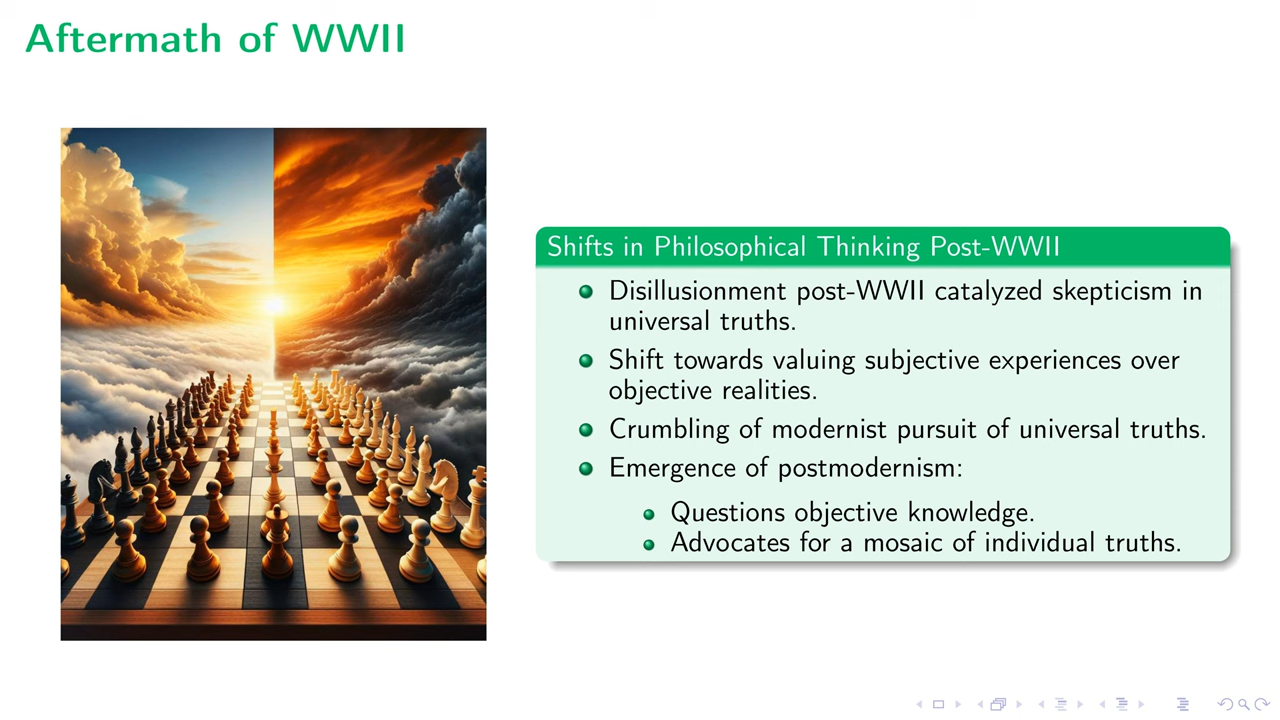 Aftermath of WWII
Shifts in Philosophical Thinking Post-WWII
Disillusionment post-WWII catalyzed skepticism in
universal truths.
Shift towards valuing subjective experiences over
objective realities.
Crumbling of modernist pursuit of universal truths.
Emergence of postmodernism:
Questions objective knowledge.
Advocates for a mosaic of individual truths.